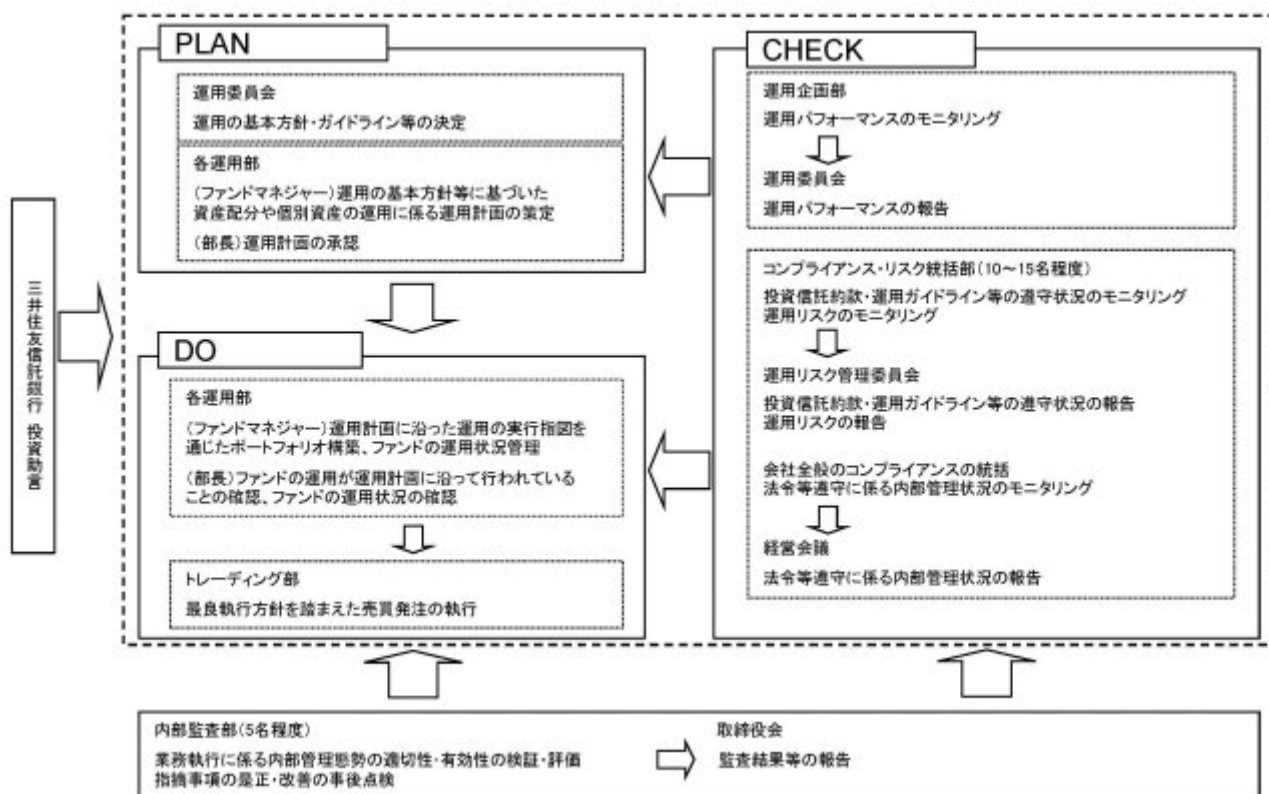 三井住友信託銀行 投資助言
PLAN
運用委員会
運用の基本方針・ガイドライン等の決定
各運用部
(ファンドマネジャー)運用の基本方針等に基づいた
資産配分や個別資産の運用に係る運用計画の策定
(部長)運用計画の承認
DO
各運用部
(ファンドマネジャー)運用計画に沿った運用の実行指図を
通じたポートフォリオ構築、ファンドの運用状況管理
(部長)ファンドの運用が運用計画に沿って行われている
ことの確認、ファンドの運用状況の確認
トレーディング部
最良執行方針を踏まえた売買発注の執行
CHECK
運用企画部
運用パフォーマンスのモニタリング
運用委員会
運用パフォーマンスの報告
コンプライアンス・リスク統括部(10~15名程度)
投資信託約款・運用ガイドライン等の遵守状況のモニタリング
運用リスクのモニタリング
運用リスク管理委員会
投資信託約款・運用ガイドライン等の遵守状況の報告
運用リスクの報告
会社全般のコンプライアンスの統括
法令等遵守に係る内部管理状況のモニタリング
経営会議
法令等遵守に係る内部管理状況の報告
内部監査部(5名程度)
業務執行に係る内部管理態勢の適切性・有効性の検証・評価
指摘事項の是正・改善の事後点検
取締役会
監査結果等の報告